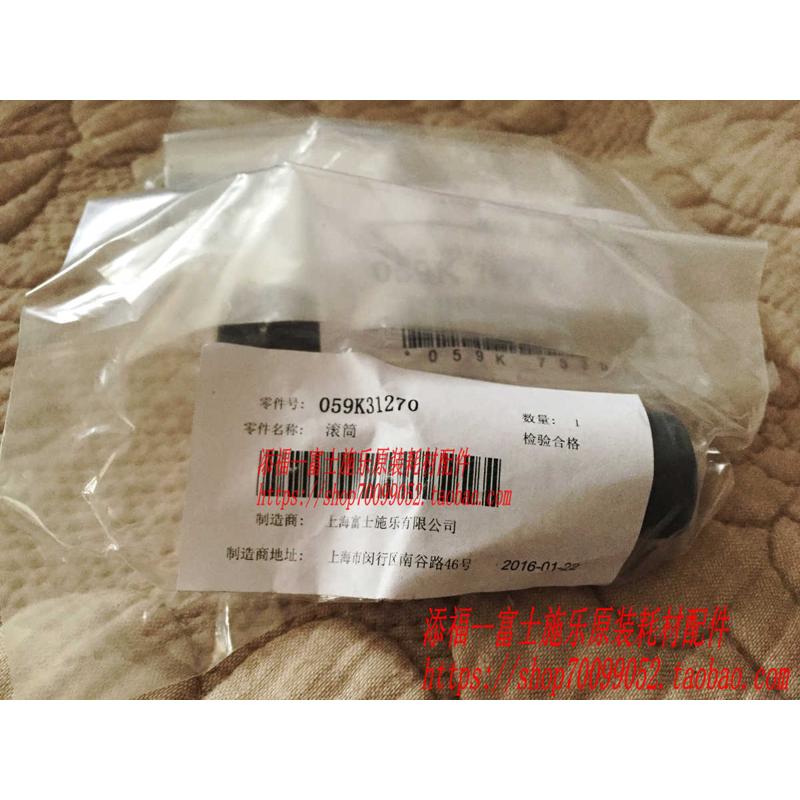 *059K 733
零件号: 059K31270
数量: 1
零件名称: 滚筒
检验合格
添福一富士施乐原装耗材配件
https://shop70099052.taobao.com
制造商: 上海富士施乐有限公司
制造商地址: 上海市闵行区南谷路46号
2016-01-22
添福一富士施乐原装耗材配件
https://shop70099052.taobao.com